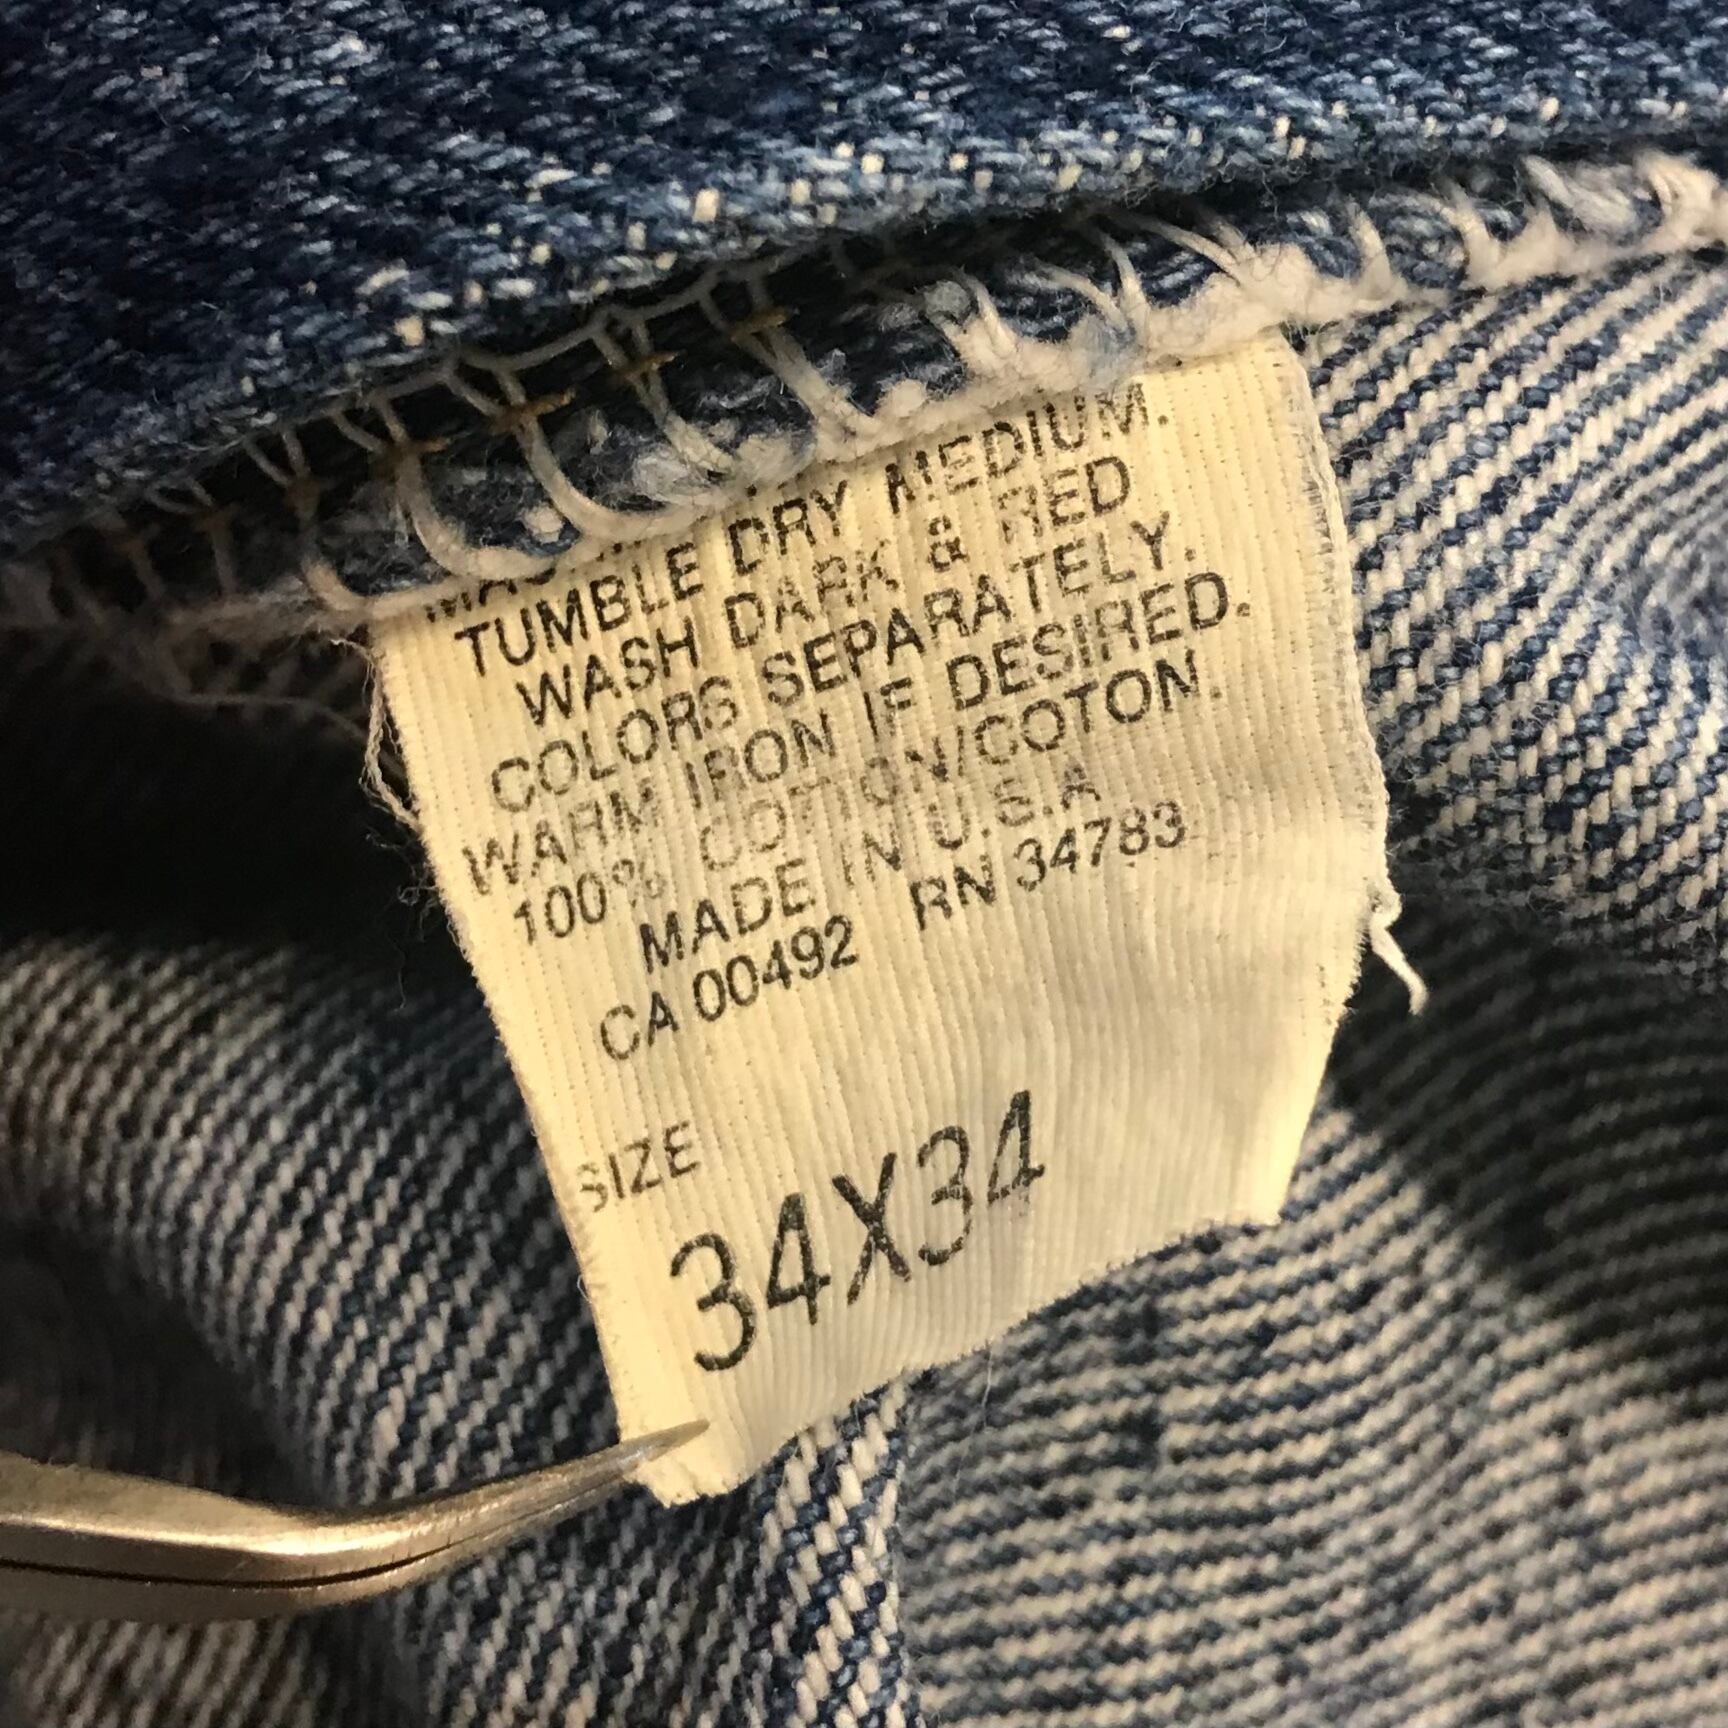 TUMBLE DRY MEDIUM.
WASH DARK & RED
COLORS SEPARATELY.
WARM IRON IF DESIRED.
100% COTTON/COTON.
MADE IN U.S.A
CA 00492 RN 34783
SIZE
34X34